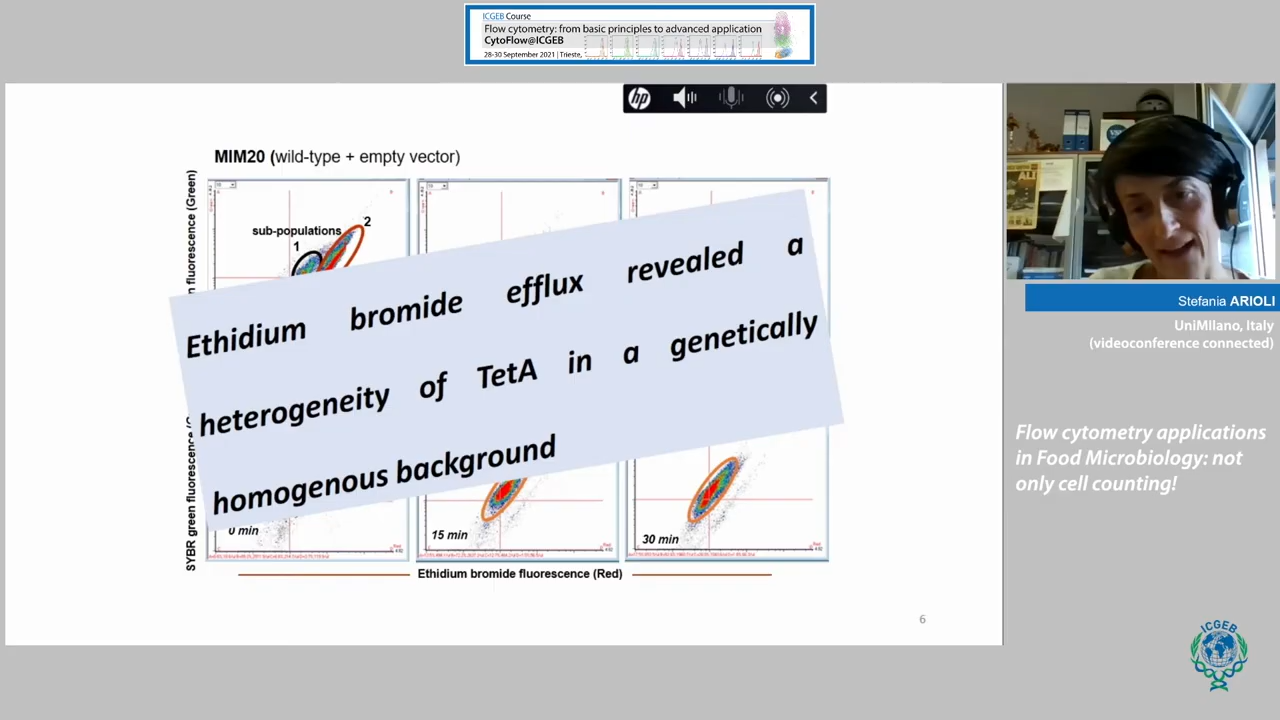 ICGEB Course
Flow cytometry: from basic principles to advanced application
CytoFlow@ICGEB
28-30 September 2021 | Trieste,
hp
MIM20 (wild-type + empty vector)
sub-populations
1
2
Ethidium bromide efflux revealed a
heterogeneity of TetA in a genetically
homogenous background
0 min
15 min
30 min
SYBR green fluorescence
fluorescence (Green)
Ethidium bromide fluorescence (Red)
6
Stefania ARIOLI
UniMIlano, Italy
(videoconference connected)
Flow cytometry applications
in Food Microbiology: not
only cell counting!
ICGEB